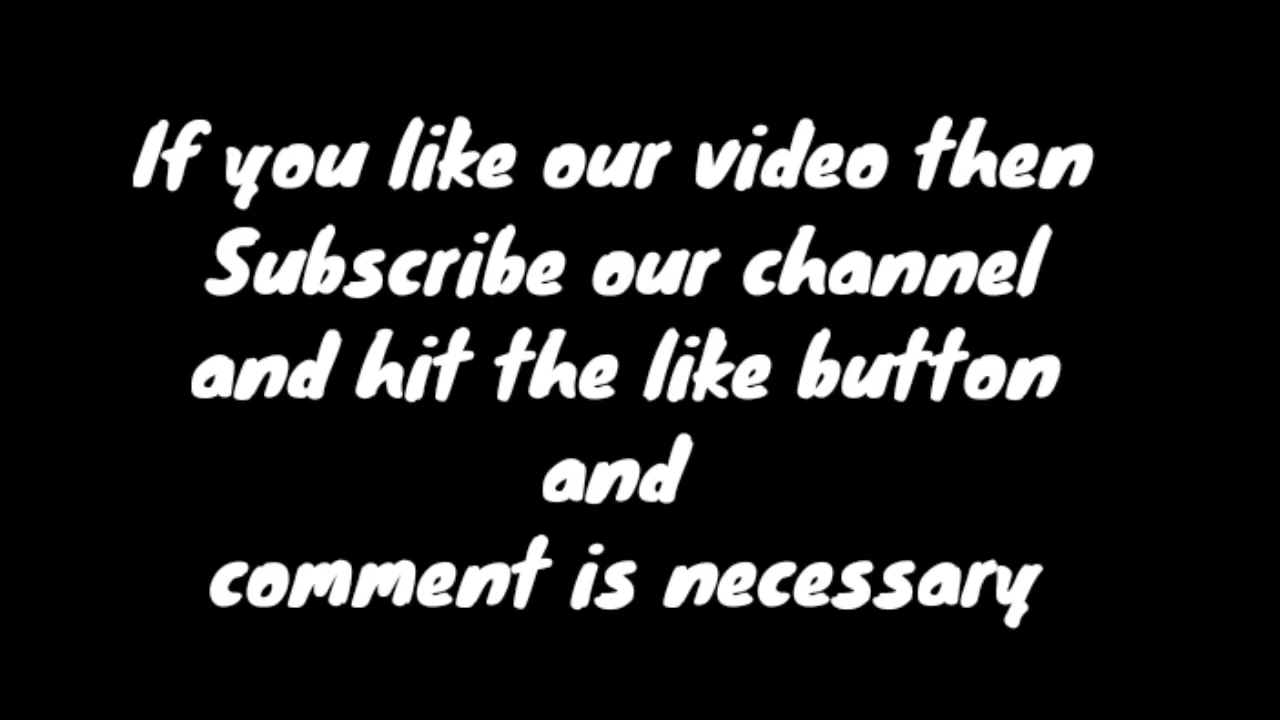 If you like our video then
Subscribe our channel
and hit the like button
and
comment is necessary